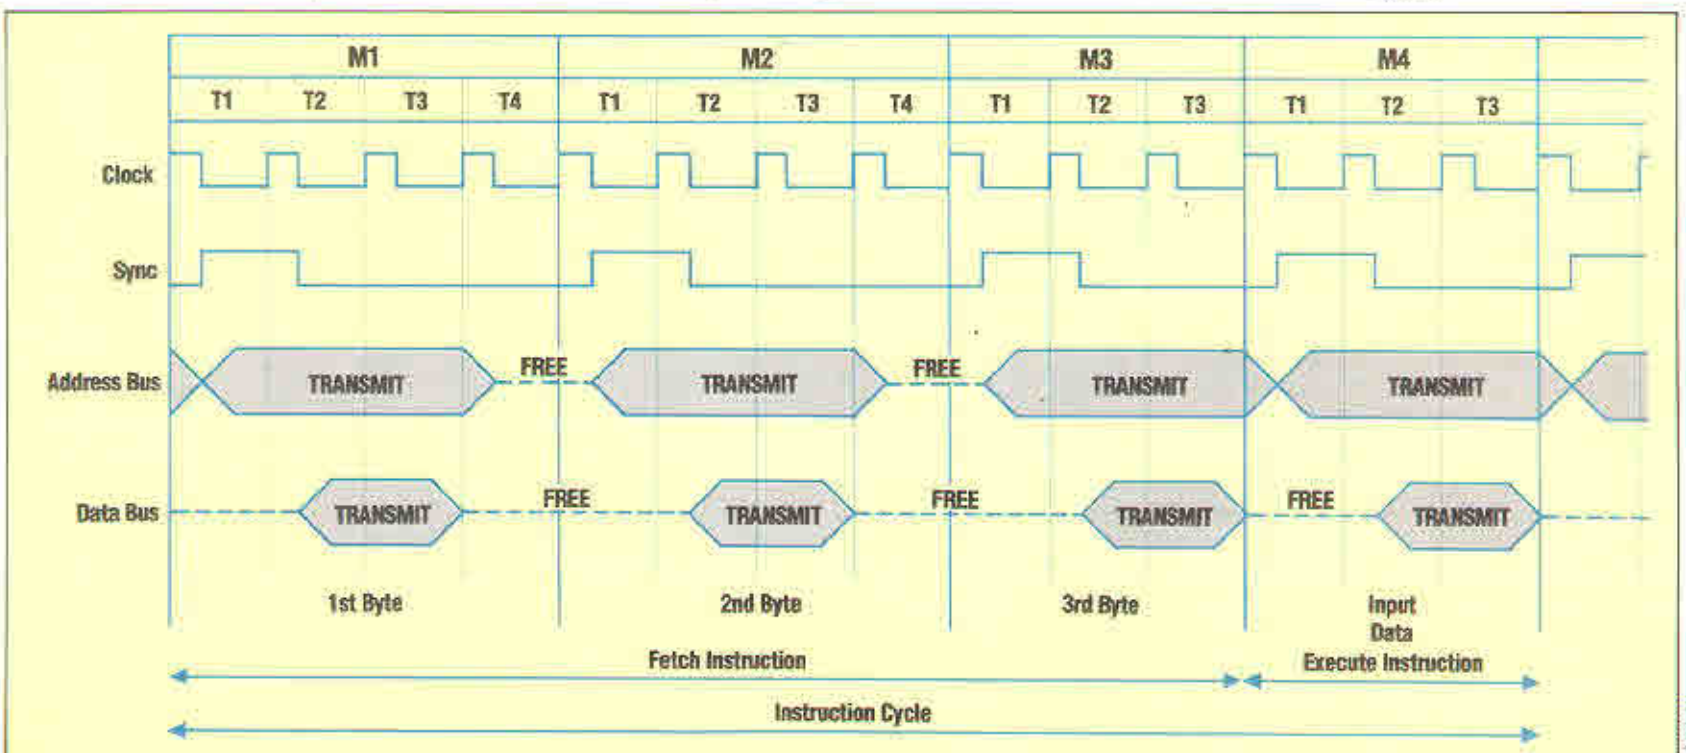 M1 M2 M3 M4
T1 T2 T3 T4 T1 T2 T3 T4 T1 T2 T3 T1 T2 T3
Clock
Sync
Address Bus TRANSMIT FREE TRANSMIT FREE TRANSMIT TRANSMIT
Data Bus TRANSMIT FREE TRANSMIT FREE TRANSMIT FREE TRANSMIT
1st Byte 2nd Byte 3rd Byte Input
Data
Fetch Instruction Execute Instruction
Instruction Cycle